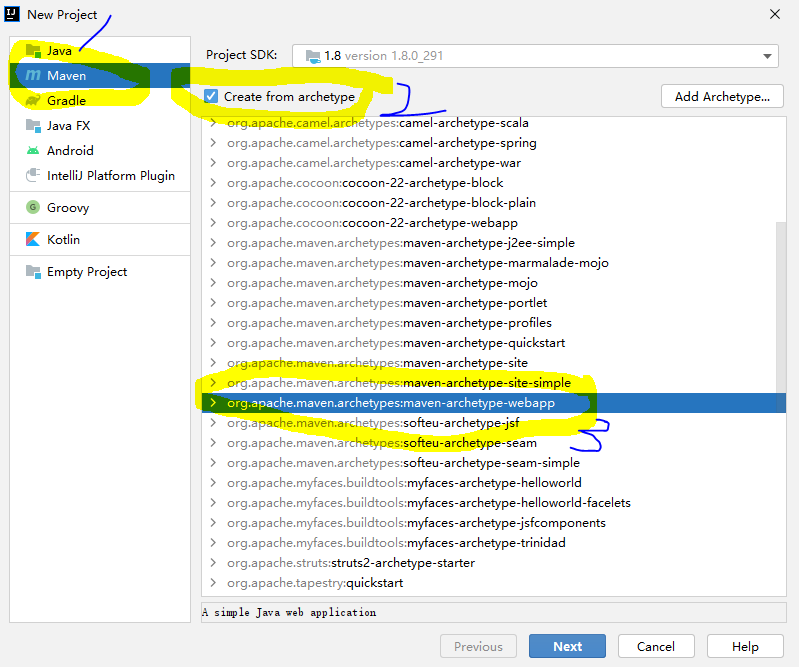 New Project
Java
Maven
Gradle
Java FX
Android
IntelliJ Platform Plugin
Groovy
Kotlin
Empty Project
Project SDK: 1.8 version 1.8.0_291
Create from archetype
Add Archetype...
org.apache.camel.archetypes:camel-archetype-scala
org.apache.camel.archetypes:camel-archetype-spring
org.apache.camel.archetypes:camel-archetype-war
org.apache.cocoon:cocoon-22-archetype-block
org.apache.cocoon:cocoon-22-archetype-block-plain
org.apache.cocoon:cocoon-22-archetype-webapp
org.apache.maven.archetypes:maven-archetype-j2ee-simple
org.apache.maven.archetypes:maven-archetype-marmalade-mojo
org.apache.maven.archetypes:maven-archetype-mojo
org.apache.maven.archetypes:maven-archetype-portlet
org.apache.maven.archetypes:maven-archetype-profiles
org.apache.maven.archetypes:maven-archetype-quickstart
org.apache.maven.archetypes:maven-archetype-site
org.apache.maven.archetypes:maven-archetype-site-simple
org.apache.maven.archetypes:maven-archetype-webapp
org.apache.maven.archetypes:softeu-archetype-jsf
org.apache.maven.archetypes:softeu-archetype-seam
org.apache.maven.archetypes:softeu-archetype-seam-simple
org.apache.myfaces.buildtools:myfaces-archetype-helloworld
org.apache.myfaces.buildtools:myfaces-archetype-helloworld-facelets
org.apache.myfaces.buildtools:myfaces-archetype-jsfcomponents
org.apache.myfaces.buildtools:myfaces-archetype-trinidad
org.apache.struts:struts2-archetype-starter
org.apache.tapestry:quickstart
A simple Java web application
Previous
Next
Cancel
Help